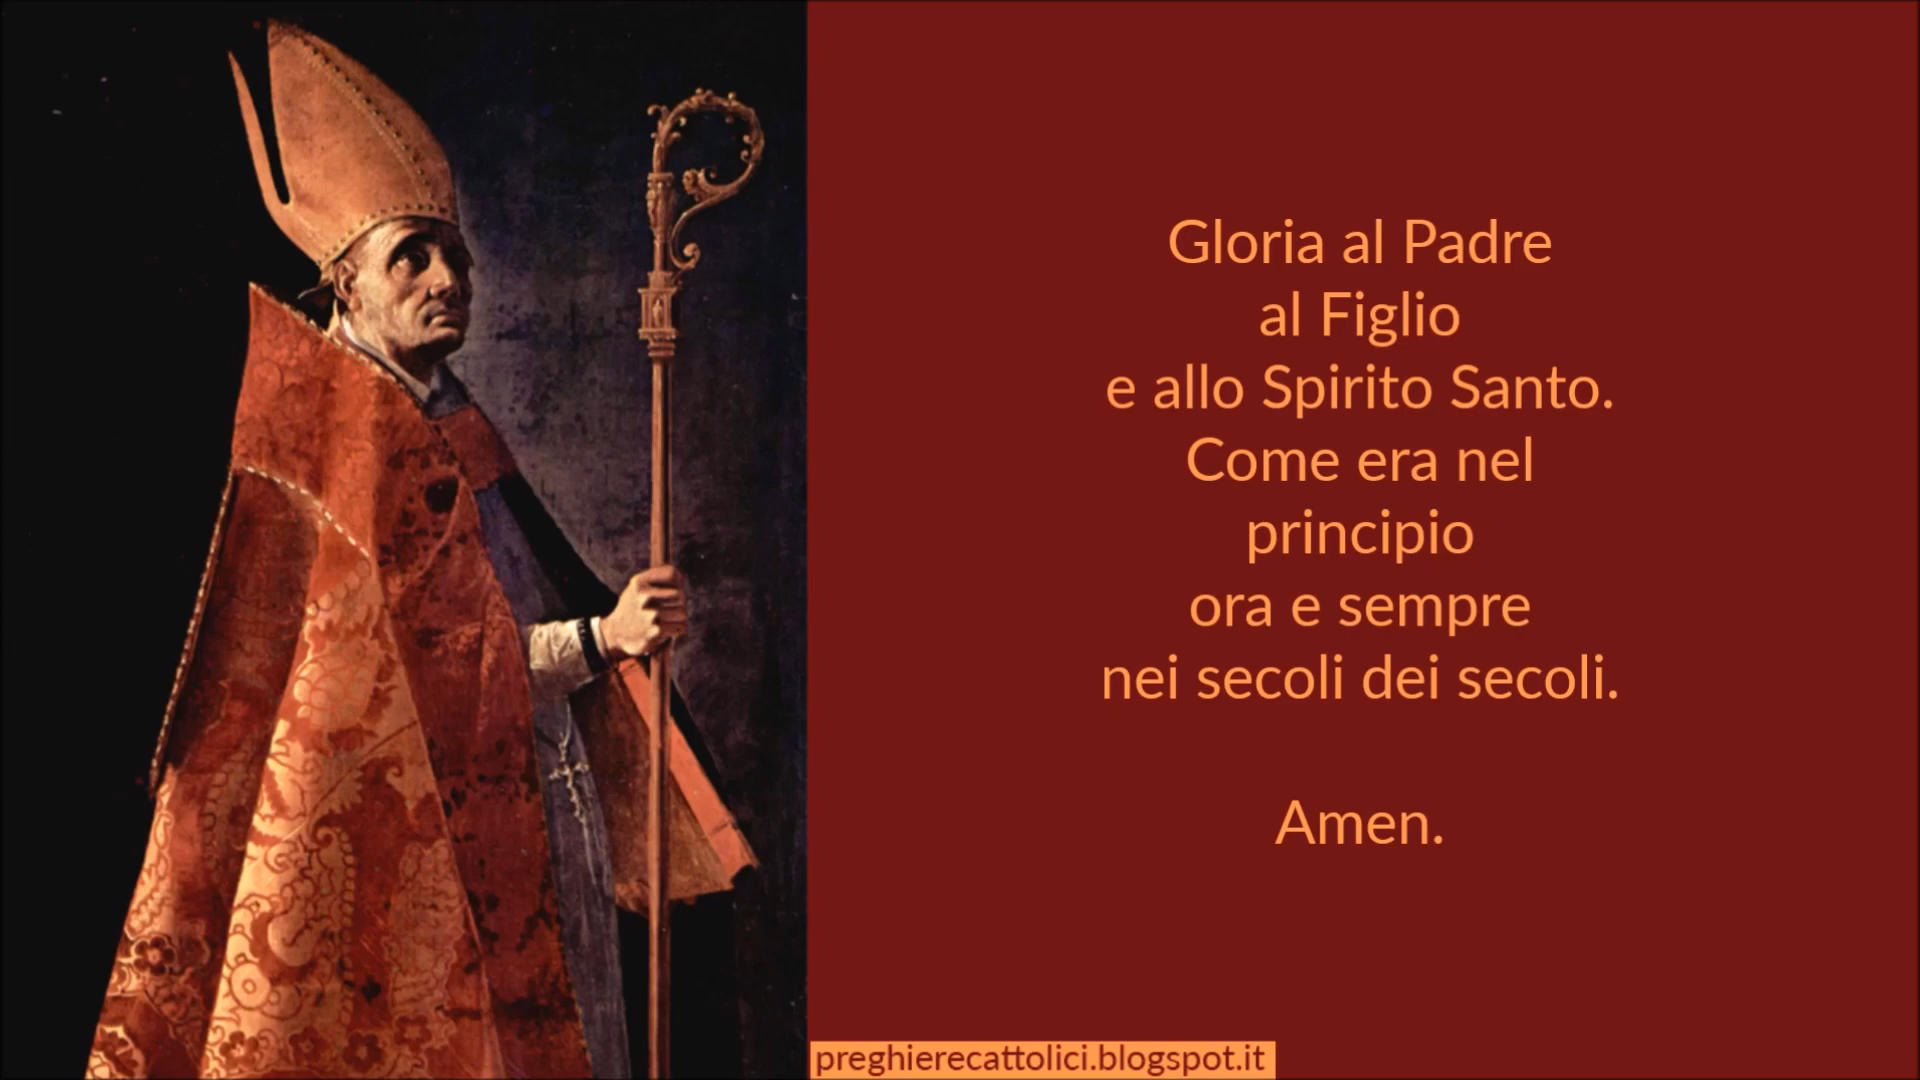 Gloria al Padre
al Figlio
e allo Spirito Santo.
Come era nel
principio
ora e sempre
nei secoli dei secoli.
Amen.
preghierecattolici.blogspot.it